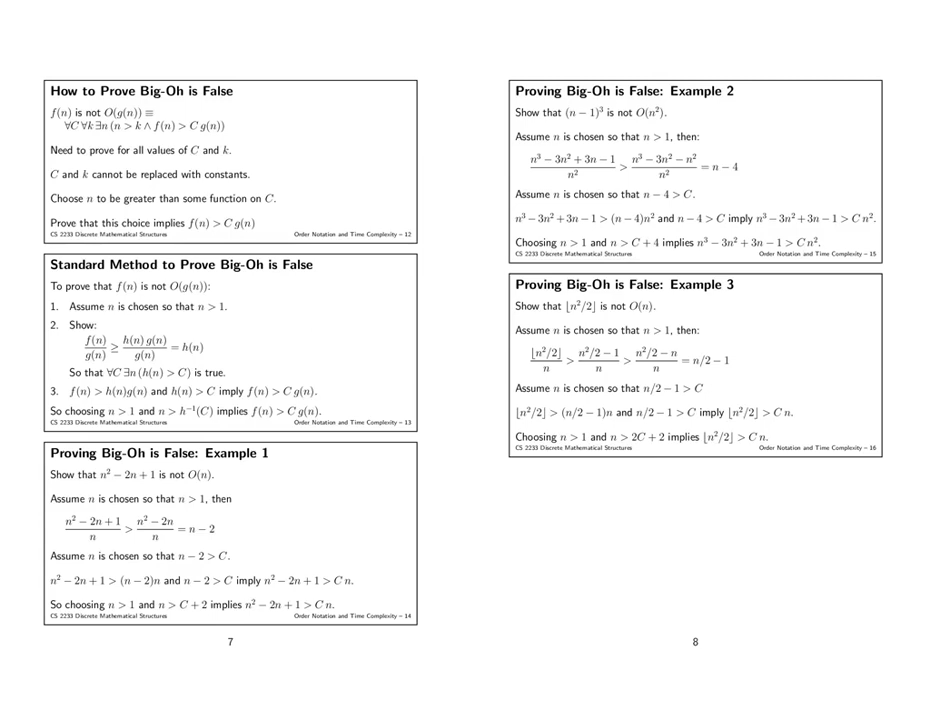 How to Prove Big-Oh is False
f(n) is not O(g(n)) ≡
∀C ∀k ∃n (n > k ∧ f(n) > C g(n))
Need to prove for all values of C and k.
C and k cannot be replaced with constants.
Choose n to be greater than some function on C.
Prove that this choice implies f(n) > C g(n)
CS 2233 Discrete Mathematical Structures Order Notation and Time Complexity – 12
Standard Method to Prove Big-Oh is False
To prove that f(n) is not O(g(n)):
1. Assume n is chosen so that n > 1.
2. Show:
f(n)/g(n) ≥ h(n) g(n)/g(n) = h(n)
So that ∀C ∃n (h(n) > C) is true.
3. f(n) > h(n)g(n) and h(n) > C imply f(n) > C g(n).
So choosing n > 1 and n > h⁻¹(C) implies f(n) > C g(n).
CS 2233 Discrete Mathematical Structures Order Notation and Time Complexity – 13
Proving Big-Oh is False: Example 1
Show that n² − 2n + 1 is not O(n).
Assume n is chosen so that n > 1, then
(n² − 2n + 1)/n > (n² − 2n)/n = n − 2
Assume n is chosen so that n − 2 > C.
n² − 2n + 1 > (n − 2)n and n − 2 > C imply n² − 2n + 1 > C n.
So choosing n > 1 and n > C + 2 implies n² − 2n + 1 > C n.
CS 2233 Discrete Mathematical Structures Order Notation and Time Complexity – 14
7
Proving Big-Oh is False: Example 2
Show that (n − 1)³ is not O(n²).
Assume n is chosen so that n > 1, then:
(n³ − 3n² + 3n − 1)/n² > (n³ − 3n² − n²)/n² = n − 4
Assume n is chosen so that n − 4 > C.
n³ − 3n² + 3n − 1 > (n − 4)n² and n − 4 > C imply n³ − 3n² + 3n − 1 > C n².
Choosing n > 1 and n > C + 4 implies n³ − 3n² + 3n − 1 > C n².
CS 2233 Discrete Mathematical Structures Order Notation and Time Complexity – 15
Proving Big-Oh is False: Example 3
Show that ⌊n²/2⌋ is not O(n).
Assume n is chosen so that n > 1, then:
⌊n²/2⌋/n > (n²/2 − 1)/n > (n²/2 − n)/n = n/2 − 1
Assume n is chosen so that n/2 − 1 > C
⌊n²/2⌋ > (n/2 − 1)n and n/2 − 1 > C imply ⌊n²/2⌋ > C n.
Choosing n > 1 and n > 2C + 2 implies ⌊n²/2⌋ > C n.
CS 2233 Discrete Mathematical Structures Order Notation and Time Complexity – 16
8